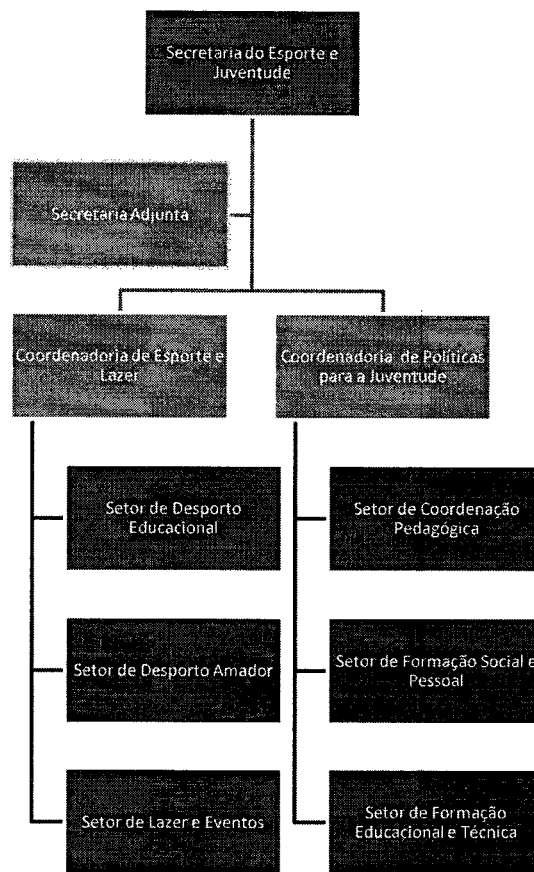 Secretaria do Esporte e
Juventude
Secretaria Adjunta
Coordenadoria de Esporte e
Lazer
Coordenadoria de Políticas
para a Juventude
Setor de Desporto
Educacional
Setor de Coordenação
Pedagógica
Setor de Desporto Amador
Setor de Formação Social e
Pessoal
Setor de Lazer e Eventos
Setor de Formação
Educacional e Técnica